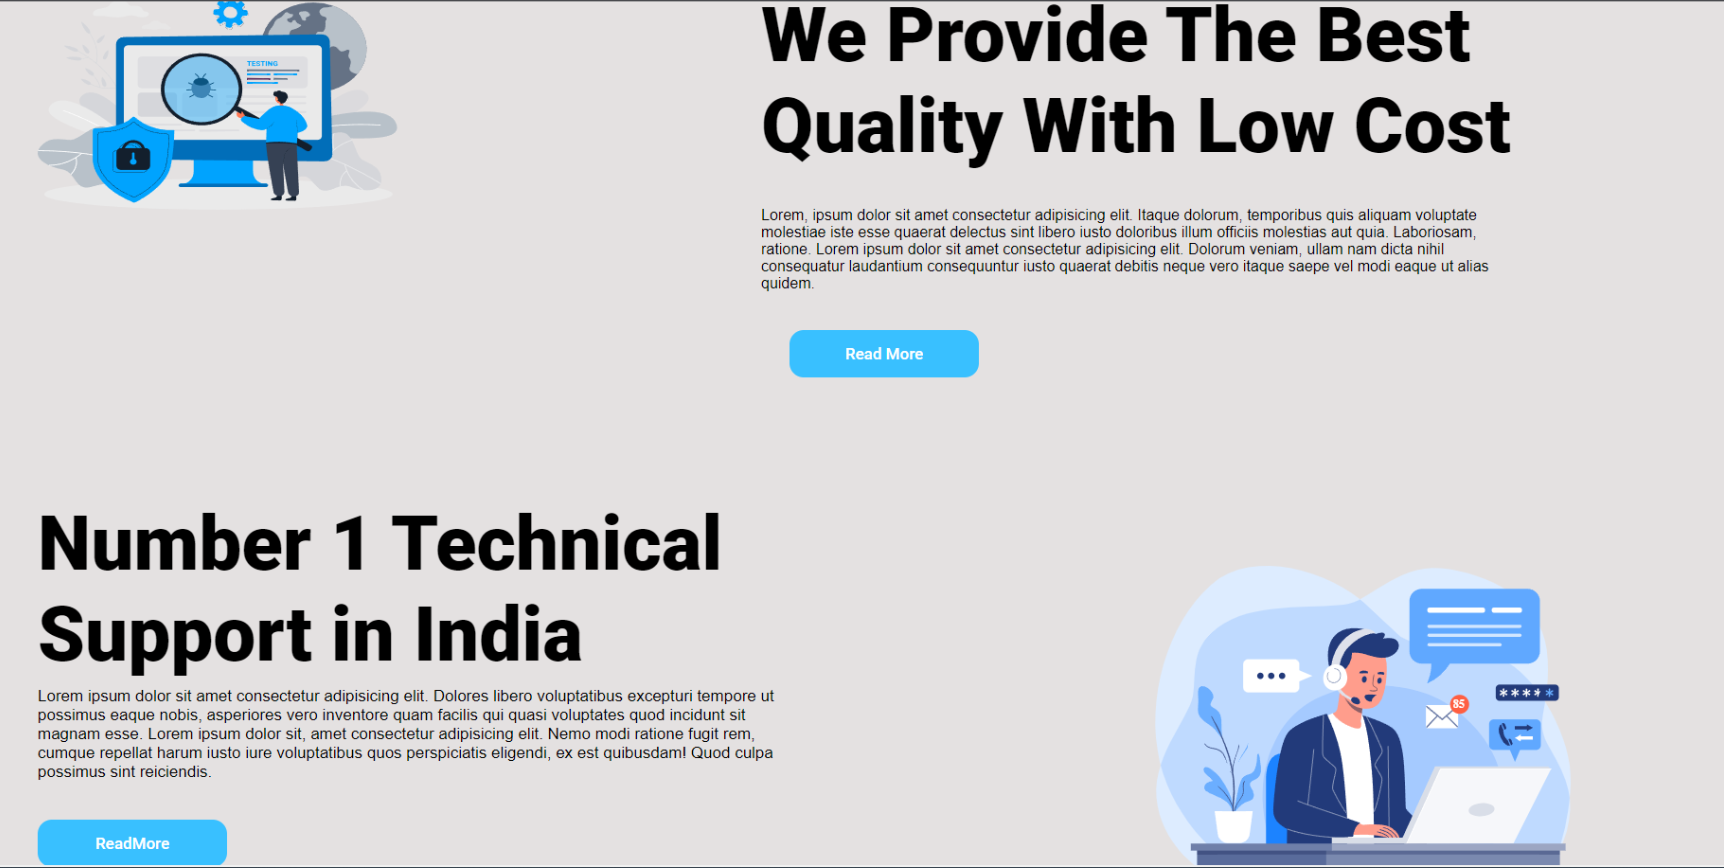 TESTING
We Provide The Best
Quality With Low Cost
Lorem, ipsum dolor sit amet consectetur adipisicing elit. Itaque dolorum, temporibus quis aliquam voluptate
molestiae iste esse quaerat delectus sint libero iusto doloribus illum officiis molestias aut quia. Laboriosam,
ratione. Lorem ipsum dolor sit amet consectetur adipisicing elit. Dolorum veniam, ullam nam dicta nihil
consequatur laudantium consequuntur iusto quaerat debitis neque vero itaque saepe vel modi eaque ut alias
quidem.
Read More
Number 1 Technical
Support in India
Lorem ipsum dolor sit amet consectetur adipisicing elit. Dolores libero voluptatibus excepturi tempore ut
possimus eaque nobis, asperiores vero inventore quam facilis qui quasi voluptates quod incidunt sit
magnam esse. Lorem ipsum dolor sit, amet consectetur adipisicing elit. Nemo modi ratione fugit rem,
cumque repellat harum iusto iure voluptatibus quos perspiciatis eligendi, ex est quibusdam! Quod culpa
possimus sint reiciendis.
ReadMore
*****
85